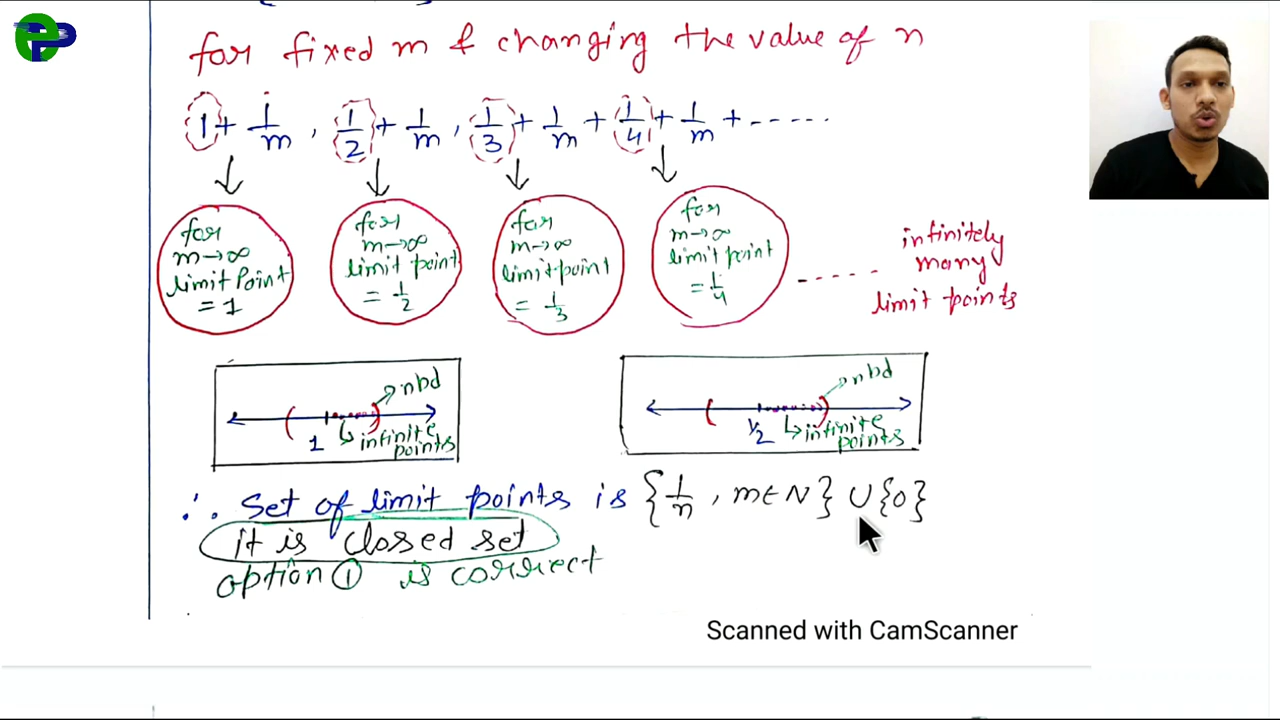 for fixed m & changing the value of n
1 + 1/m , 1/2 + 1/m , 1/3 + 1/m + 1/4 + 1/m + .....
for m→∞ limit Point = 1
for m→∞ limit point = 1/2
for m→∞ limit point = 1/3
for m→∞ limit point = 1/4
..... infinitely many limit points
nbd
1
infinite points
nbd
1/2
infinite points
∴ Set of limit points is {1/n , m∈N} ∪ {0}
it is closed set
option ① is correct
Scanned with CamScanner